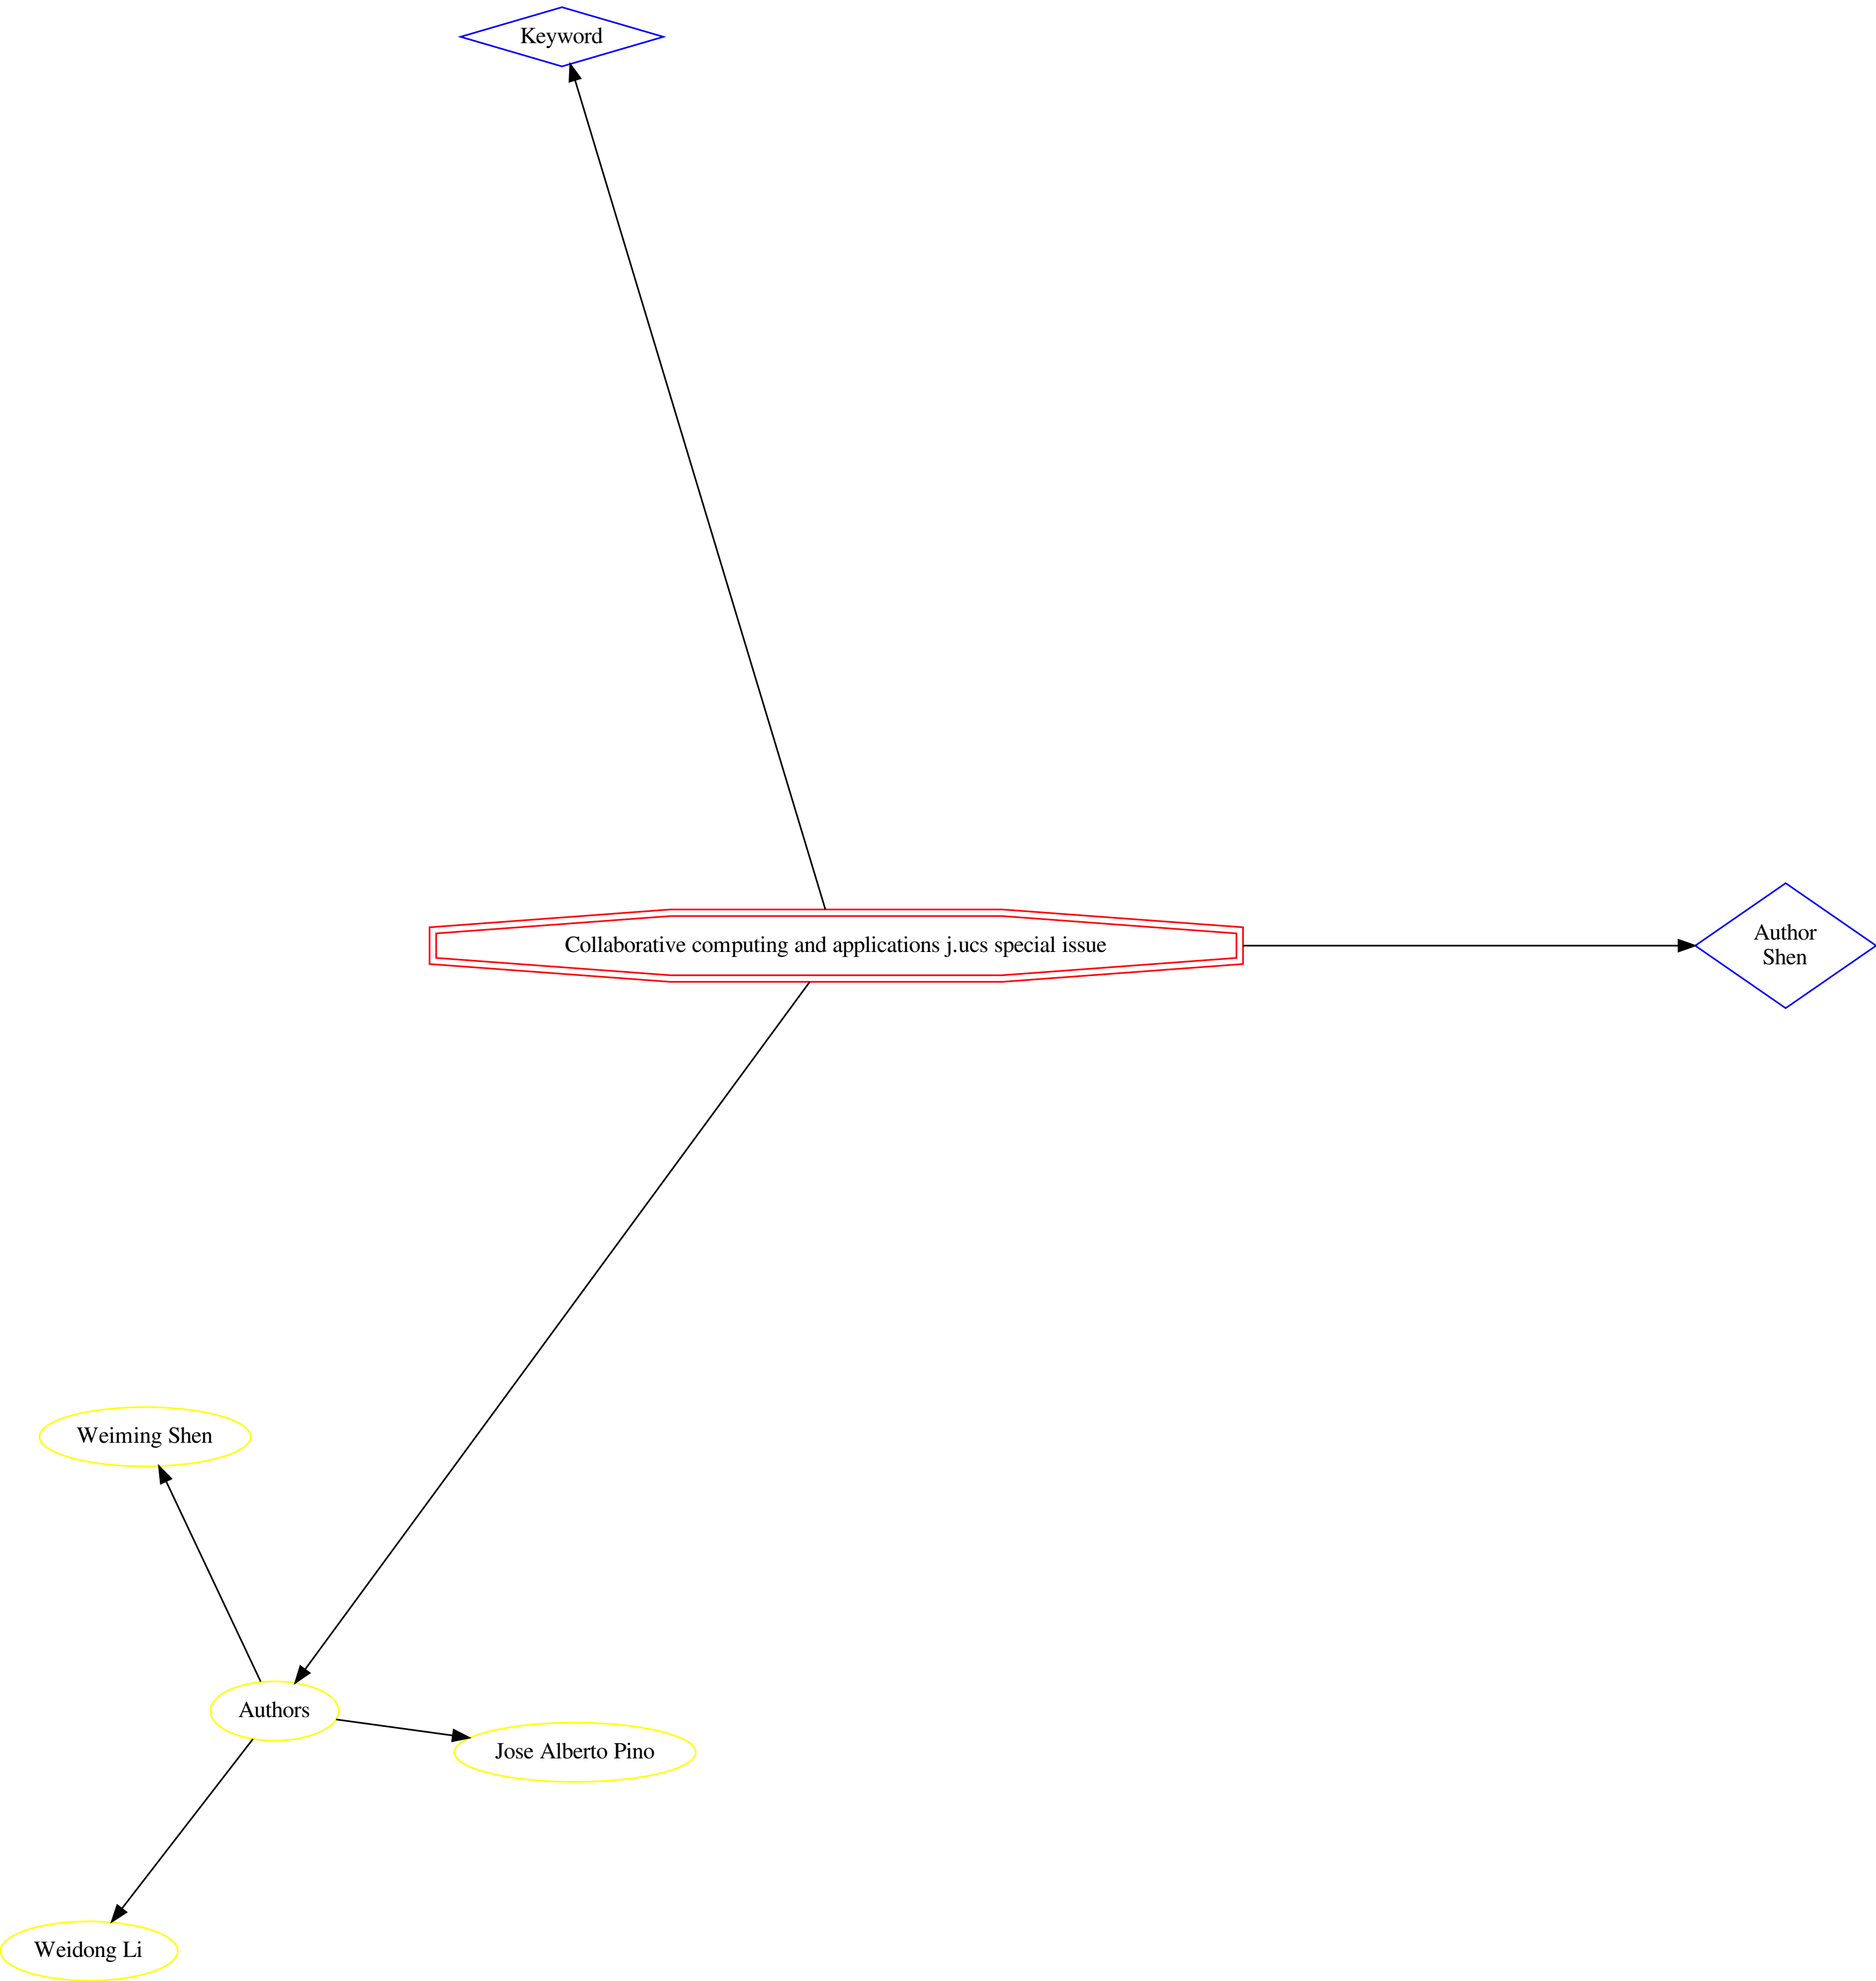 Keyword
Collaborative computing and applications j.ucs special issue
Author
Shen
Weiming Shen
Authors
Jose Alberto Pino
Weidong Li